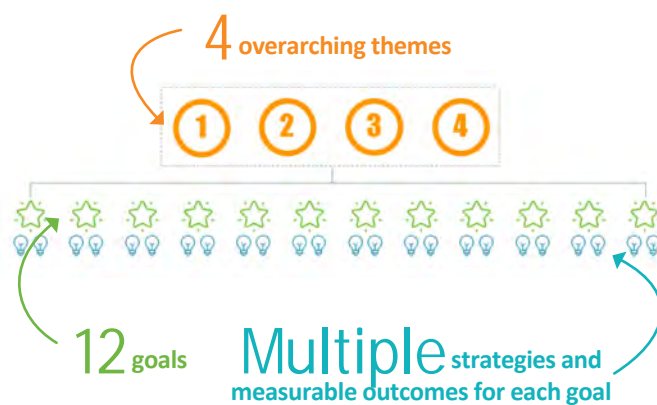 4 overarching themes
1 2 3 4
12 goals
Multiple strategies and
measurable outcomes for each goal